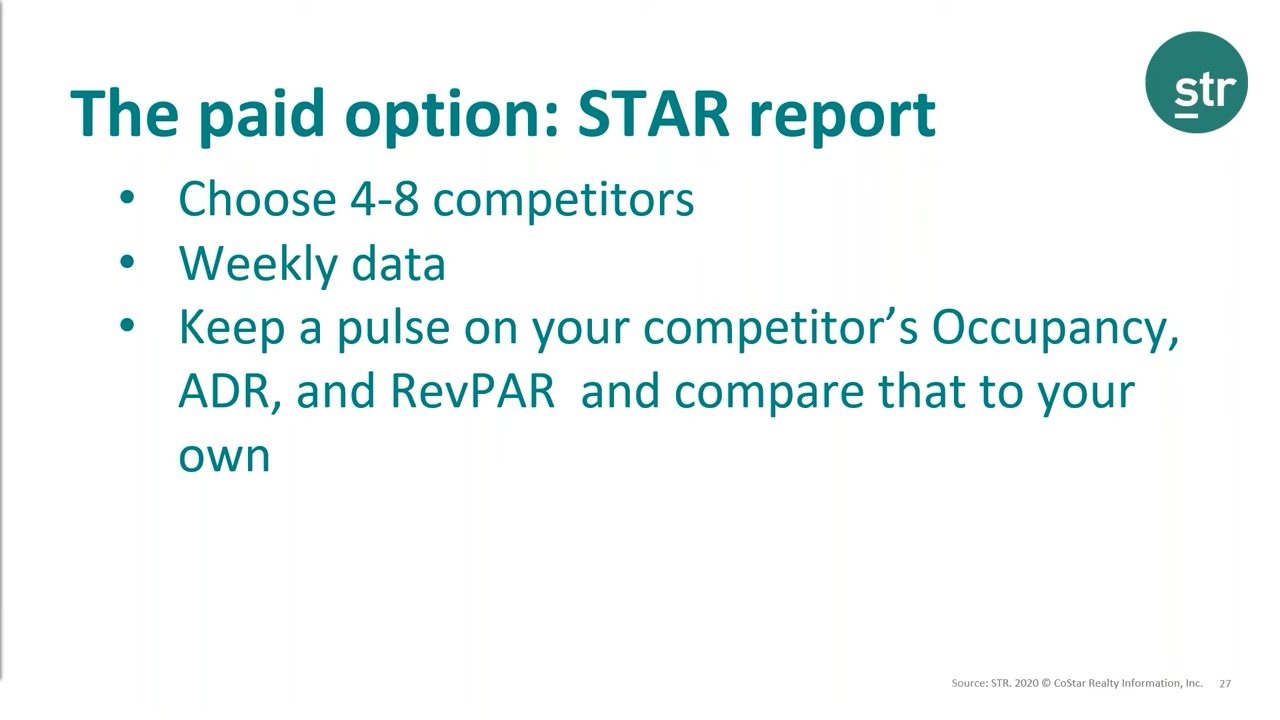 str
The paid option: STAR report
• Choose 4-8 competitors
• Weekly data
• Keep a pulse on your competitor’s Occupancy,
ADR, and RevPAR  and compare that to your
own
Source: STR. 2020 © CoStar Realty Information, Inc. 27